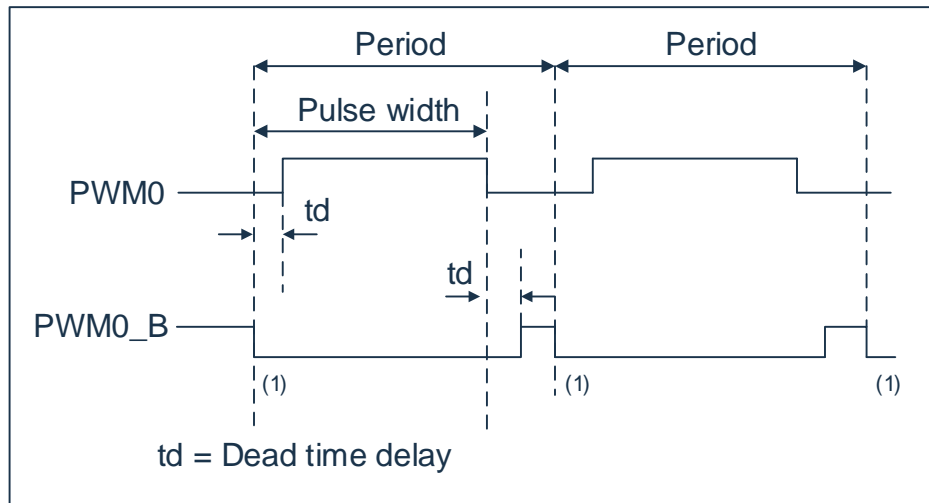 Period Period
Pulse width
PWM0
td
td
PWM0_B
(1) (1) (1)
td = Dead time delay